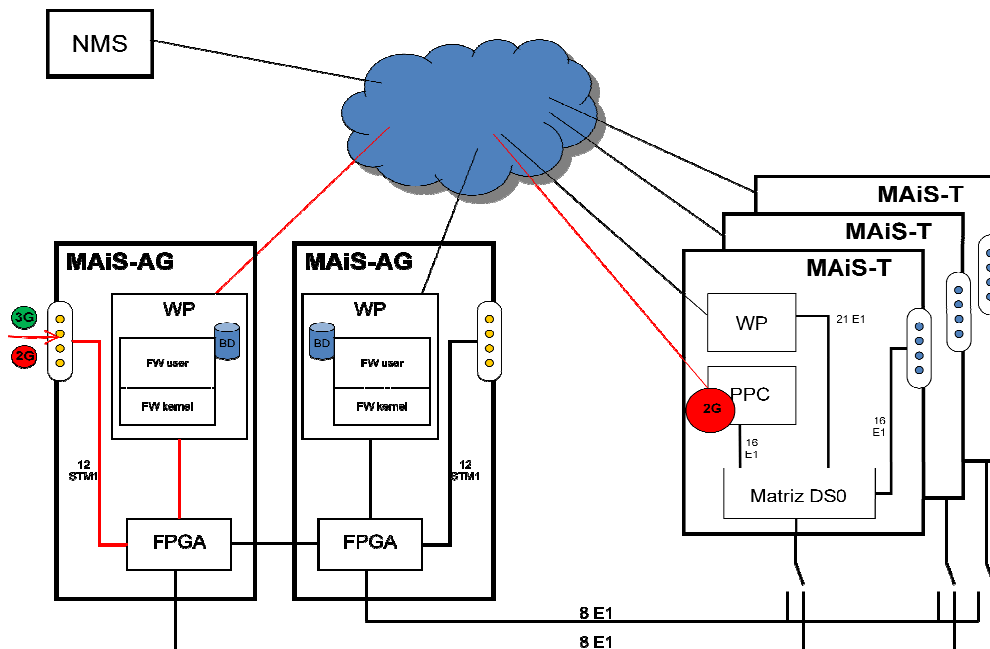 NMS
MAiS-T
MAiS-T
MAiS-T
MAiS-AG
MAiS-AG
WP
WP
3G
2G
BD
BD
FW user
FW user
FW kernel
FW kernel
WP
21 E1
PPC
2G
16
E1
16
E1
12
STM1
12
STM1
Matriz DS0
FPGA
FPGA
8 E1
8 E1